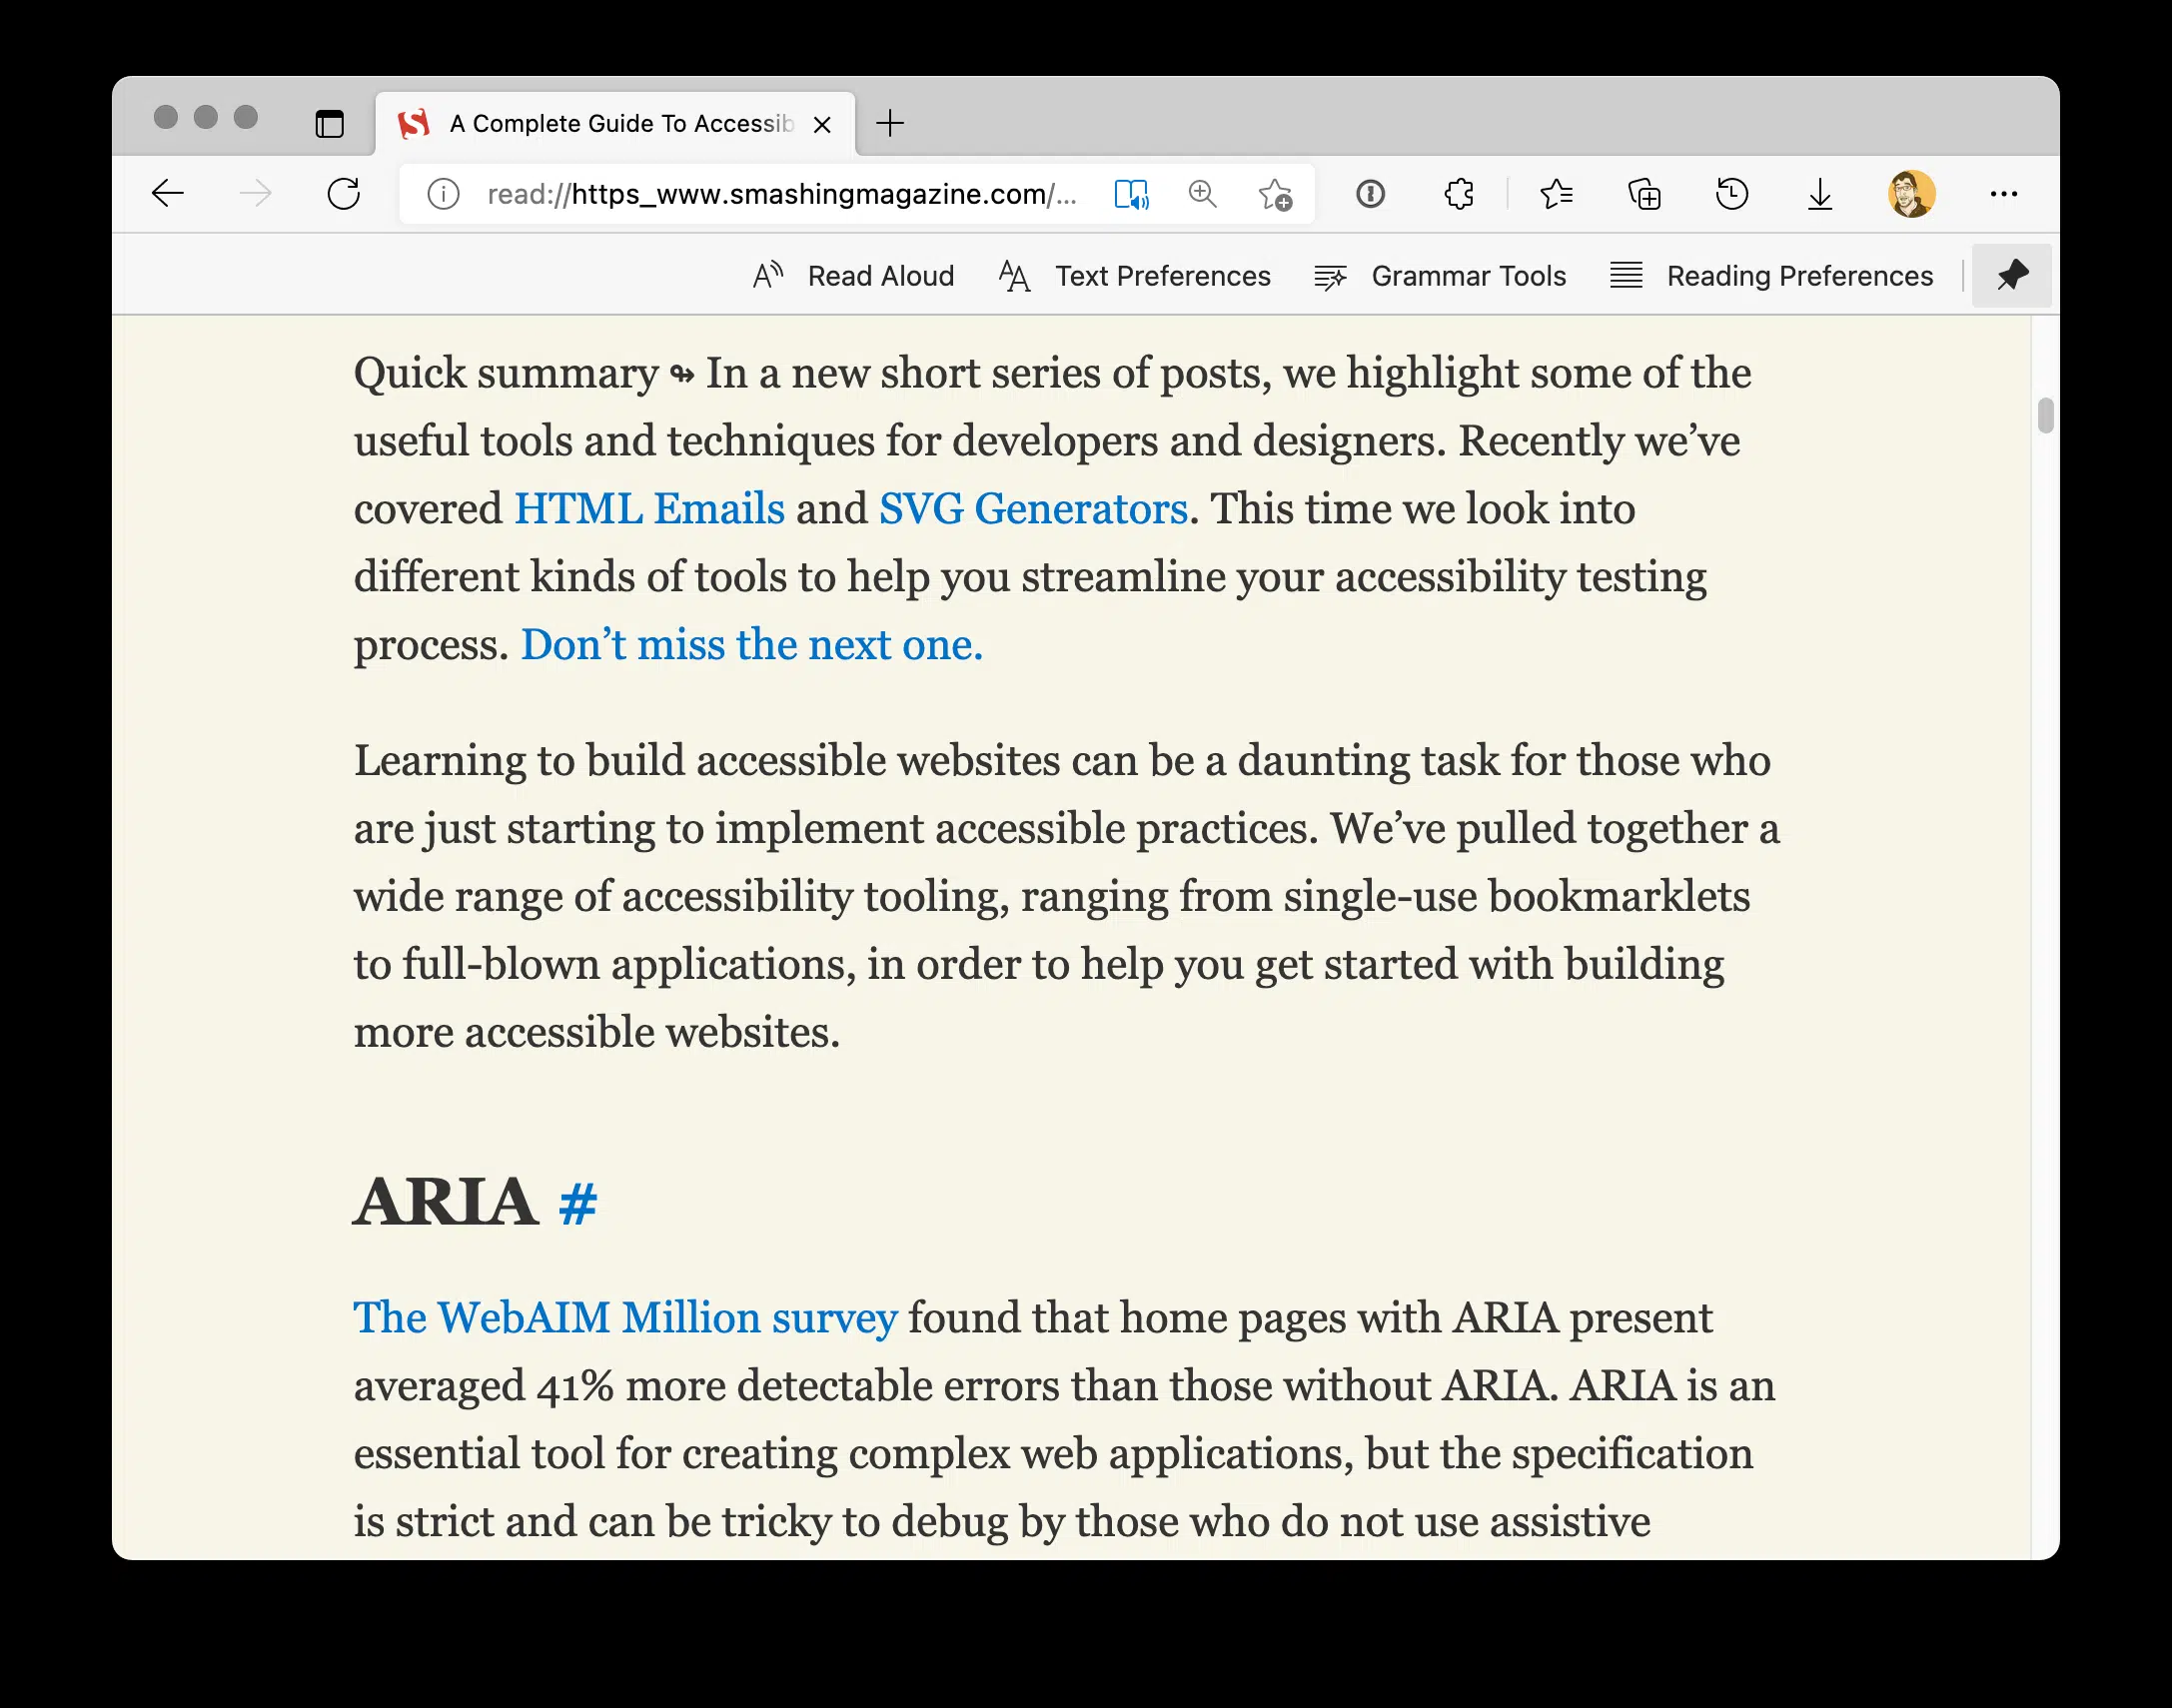 A Complete Guide To Accessib
read://https_www.smashingmagazine.com/...
Read Aloud Text Preferences Grammar Tools Reading Preferences
Quick summary ↬ In a new short series of posts, we highlight some of the
useful tools and techniques for developers and designers. Recently we’ve
covered HTML Emails and SVG Generators. This time we look into
different kinds of tools to help you streamline your accessibility testing
process. Don’t miss the next one.
Learning to build accessible websites can be a daunting task for those who
are just starting to implement accessible practices. We’ve pulled together a
wide range of accessibility tooling, ranging from single-use bookmarklets
to full-blown applications, in order to help you get started with building
more accessible websites.
ARIA #
The WebAIM Million survey found that home pages with ARIA present
averaged 41% more detectable errors than those without ARIA. ARIA is an
essential tool for creating complex web applications, but the specification
is strict and can be tricky to debug by those who do not use assistive